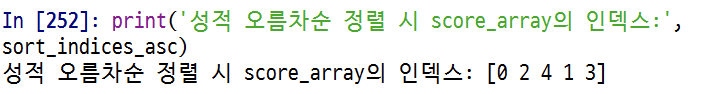 In [252]: print('성적 오름차순 정렬 시 score_array의 인덱스:',
sort_indices_asc)
성적 오름차순 정렬 시 score_array의 인덱스: [0 2 4 1 3]